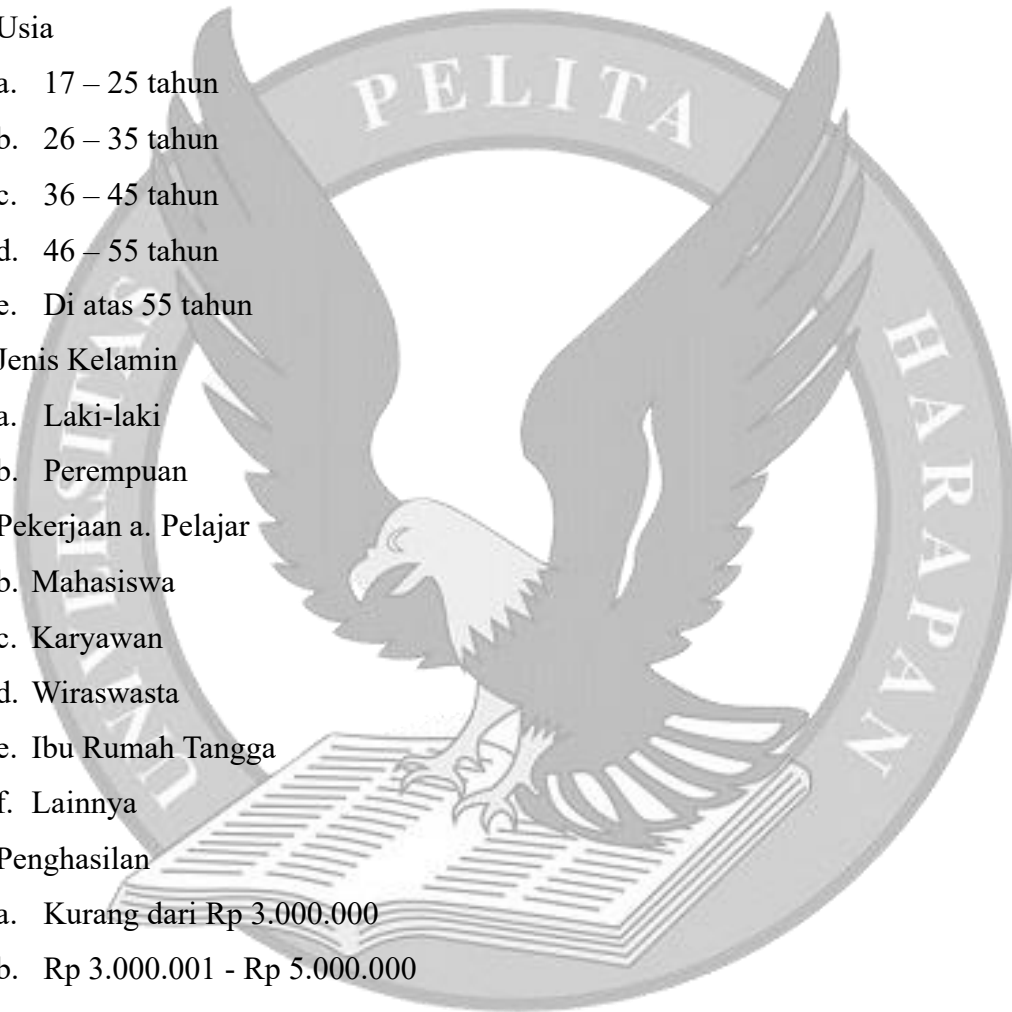 Usia
a. 17 – 25 tahun
b. 26 – 35 tahun
c. 36 – 45 tahun
d. 46 – 55 tahun
e. Di atas 55 tahun
Jenis Kelamin
a. Laki-laki
b. Perempuan
Pekerjaan a. Pelajar
b. Mahasiswa
c. Karyawan
d. Wiraswasta
e. Ibu Rumah Tangga
f. Lainnya
Penghasilan
a. Kurang dari Rp 3.000.000
b. Rp 3.000.001 - Rp 5.000.000
UNIVERSITAS PELITA HARAPAN